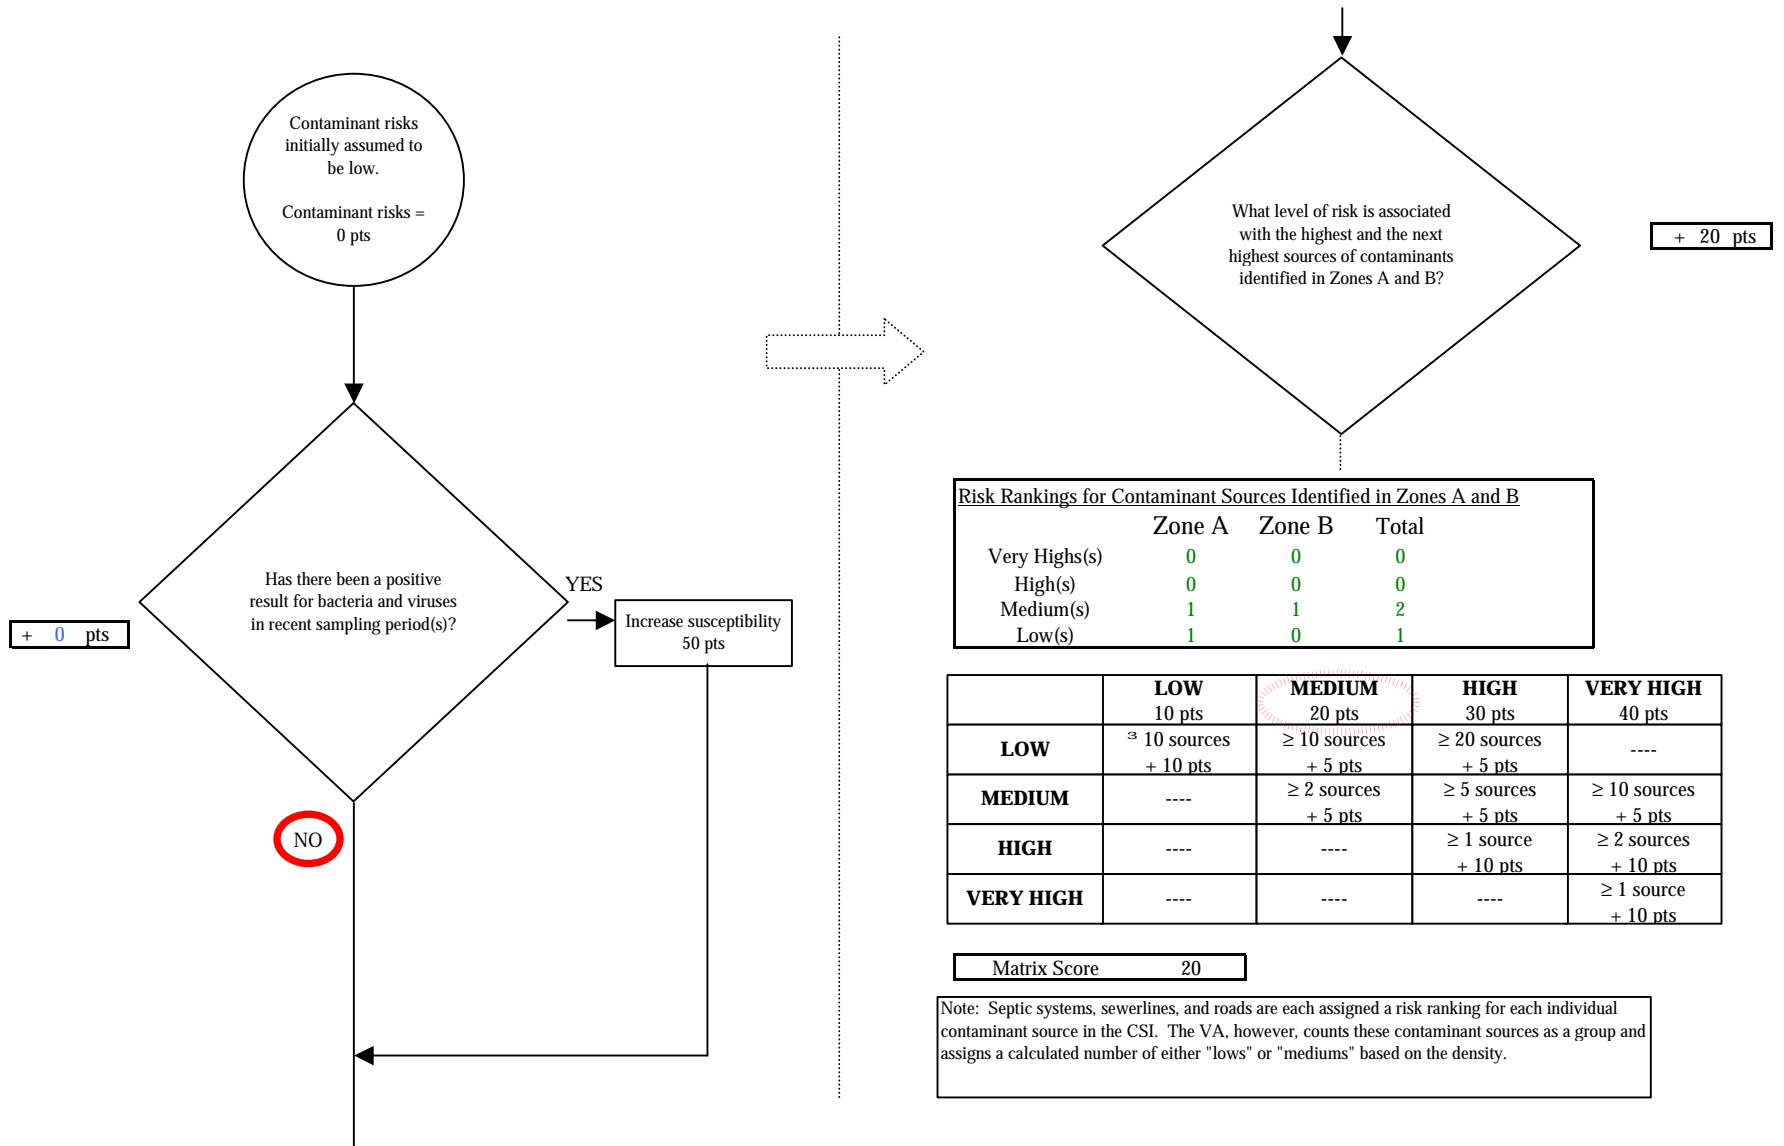 Contaminant risks
initially assumed to
be low.
Contaminant risks =
0 pts
Has there been a positive
result for bacteria and viruses
in recent sampling period(s)?
YES
+ 0 pts
Increase susceptibility
50 pts
NO
What level of risk is associated
with the highest and the next
highest sources of contaminants
identified in Zones A and B?
+ 20 pts
Risk Rankings for Contaminant Sources Identified in Zones A and B
Zone A Zone B Total
Very Highs(s) 0 0 0
High(s) 0 0 0
Medium(s) 1 1 2
Low(s) 1 0 1
LOW MEDIUM HIGH VERY HIGH
10 pts 20 pts 30 pts 40 pts
LOW ³ 10 sources ≥ 10 sources ≥ 20 sources ----
+ 10 pts + 5 pts + 5 pts
MEDIUM ---- ≥ 2 sources ≥ 5 sources ≥ 10 sources
+ 5 pts + 5 pts + 5 pts
HIGH ---- ---- ≥ 1 source ≥ 2 sources
+ 10 pts + 10 pts
VERY HIGH ---- ---- ---- ≥ 1 source
+ 10 pts
Matrix Score 20
Note: Septic systems, sewerlines, and roads are each assigned a risk ranking for each individual
contaminant source in the CSI. The VA, however, counts these contaminant sources as a group and
assigns a calculated number of either "lows" or "mediums" based on the density.